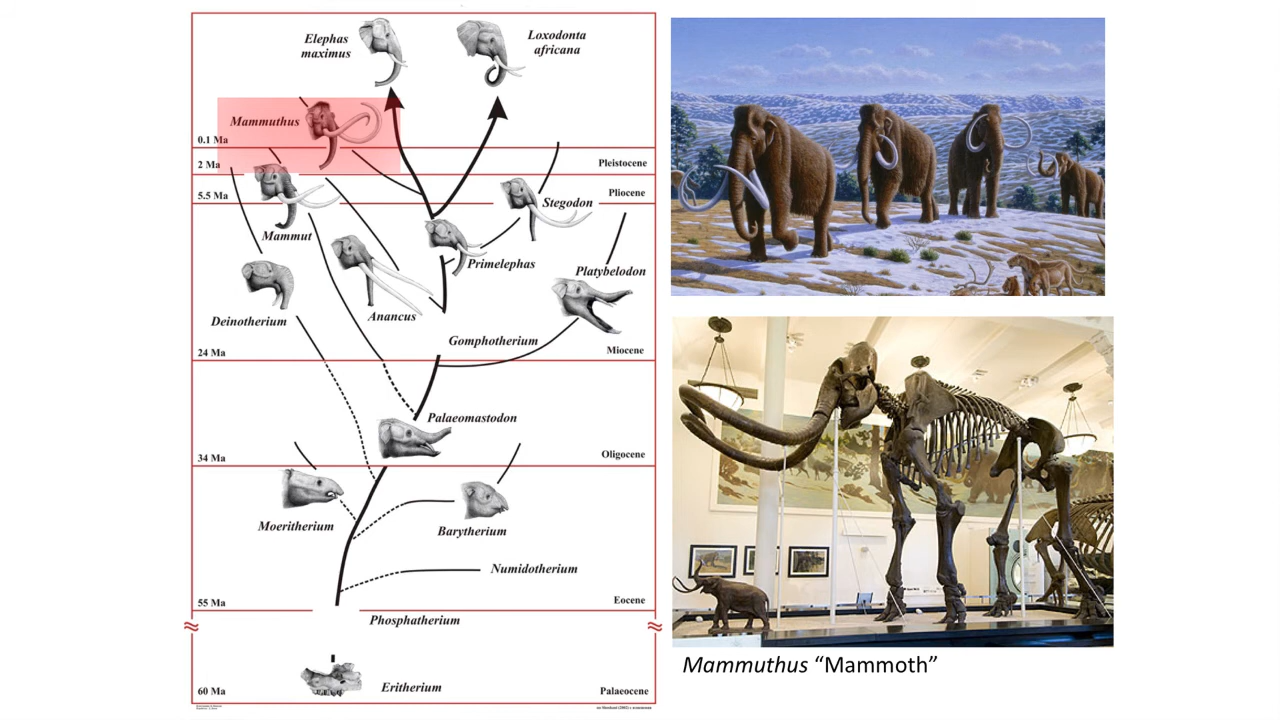 Elephas
maximus
Loxodonta
africana
Mammuthus
0.1 Ma
2 Ma
Pleistocene
5.5 Ma
Pliocene
Stegodon
Mammut
Primelephas
Platybelodon
Deinotherium
Anancus
Gomphotherium
24 Ma
Miocene
Palaeomastodon
34 Ma
Oligocene
Moeritherium
Barytherium
Numidotherium
55 Ma
Eocene
Phosphatherium
Eritherium
60 Ma
Palaeocene
Mammuthus “Mammoth”